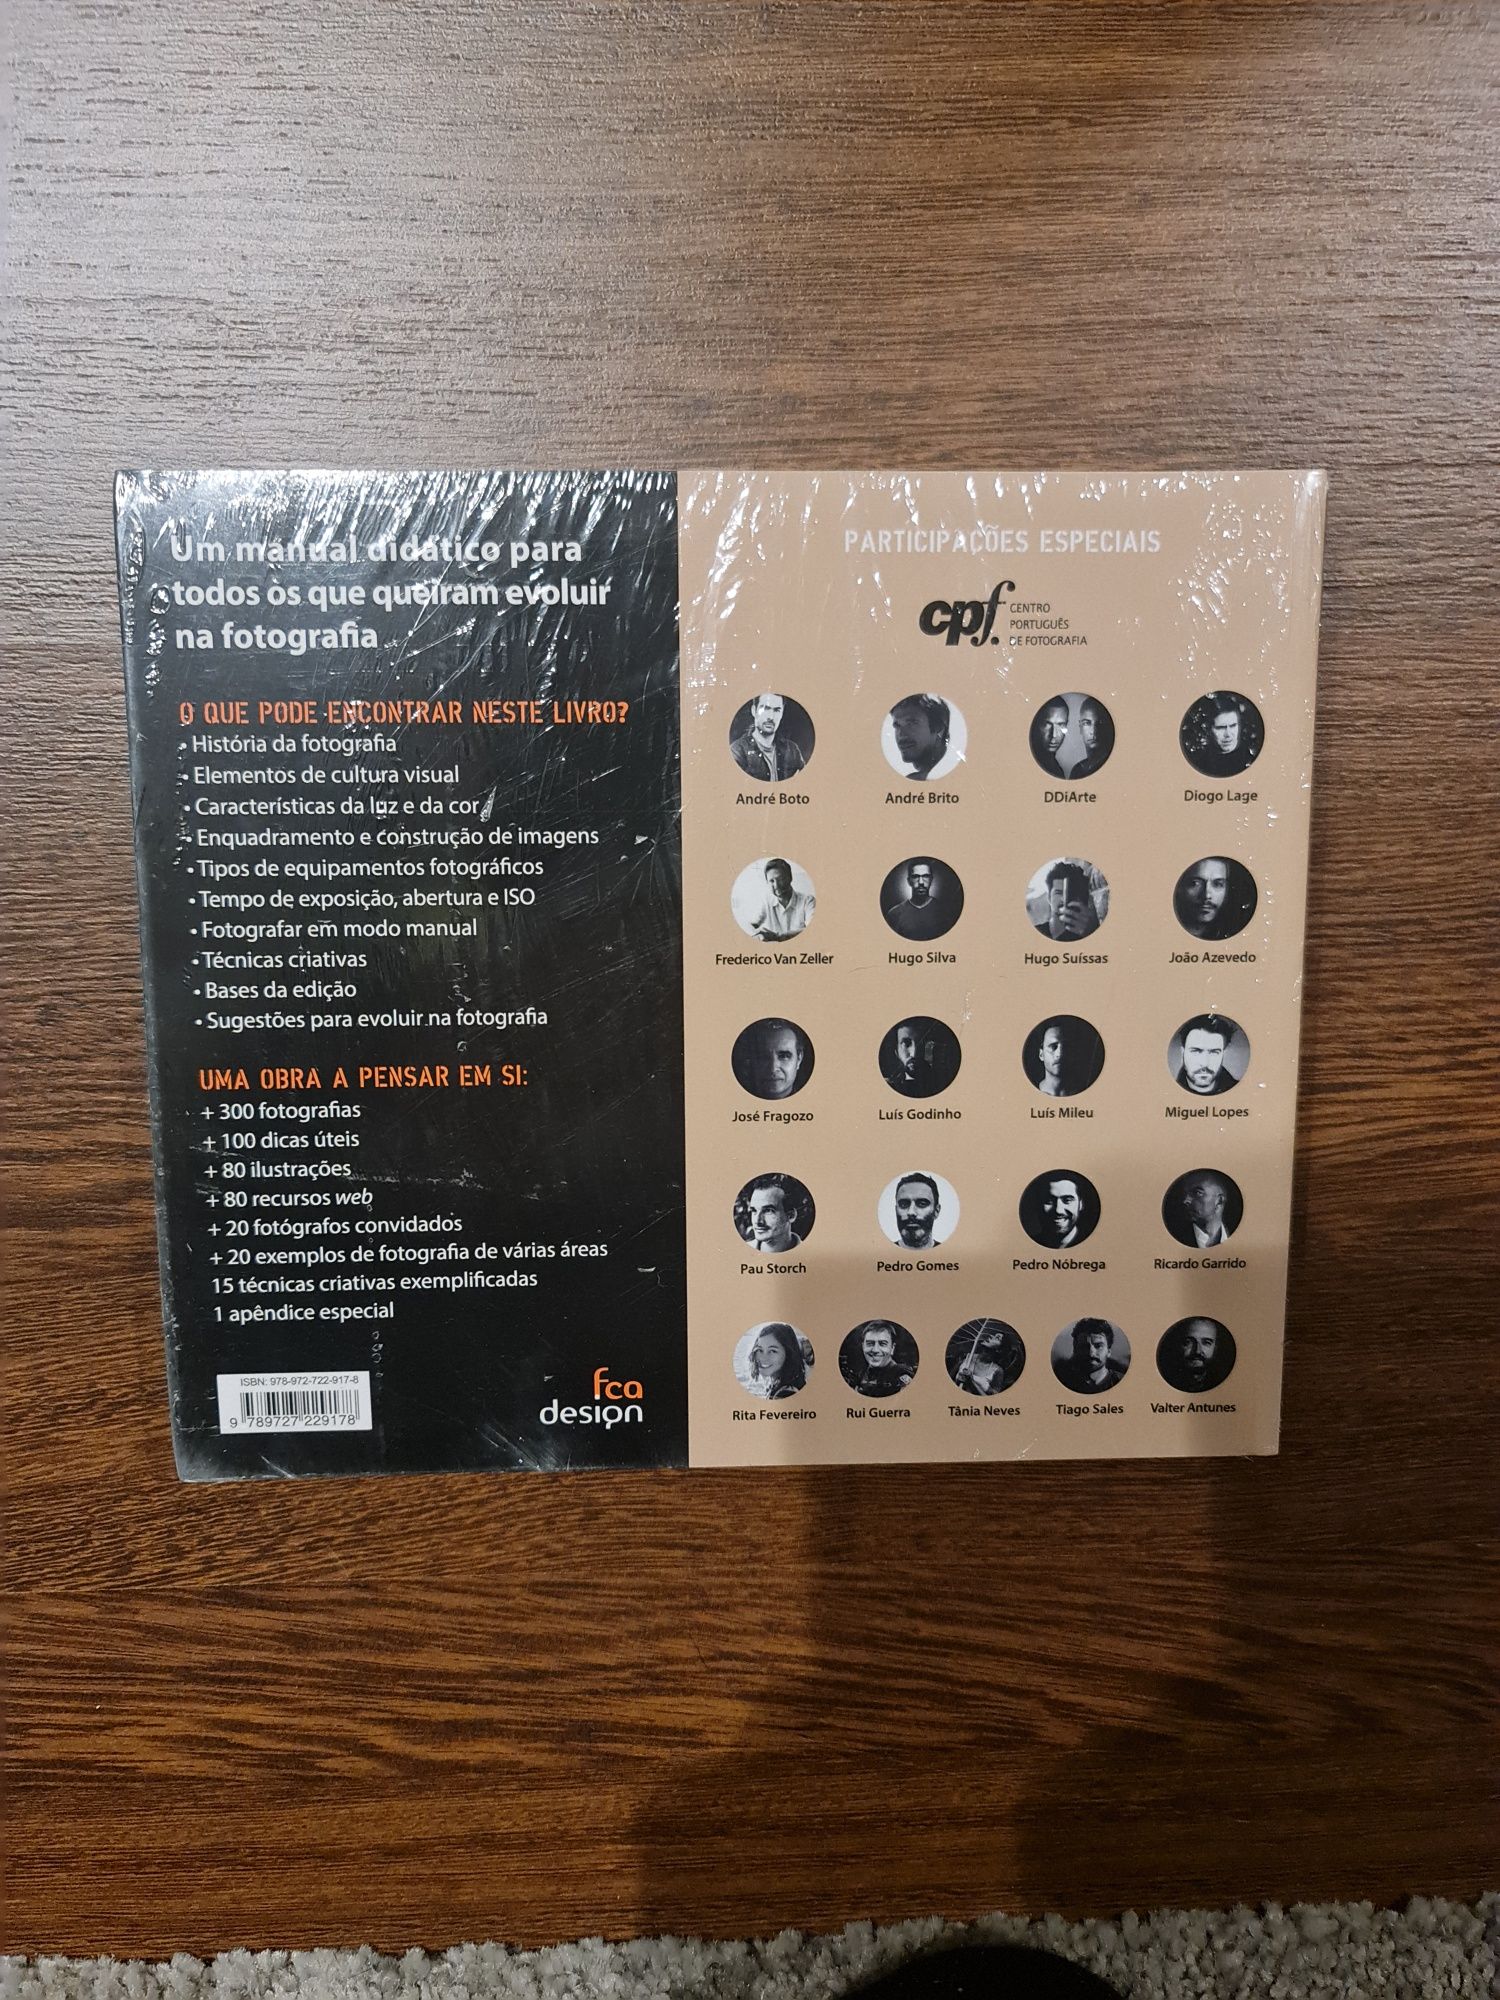 Um manual didático para
todos os que queiram evoluir
na fotografia
O QUE PODE ENCONTRAR NESTE LIVRO?
• História da fotografia
• Elementos de cultura visual
• Características da luz e da cor
• Enquadramento e construção de imagens
• Tipos de equipamentos fotográficos
• Tempo de exposição, abertura e ISO
• Fotografar em modo manual
• Técnicas criativas
• Bases da edição
• Sugestões para evoluir na fotografia
UMA OBRA A PENSAR EM SI:
+ 300 fotografias
+ 100 dicas úteis
+ 80 ilustrações
+ 80 recursos web
+ 20 fotógrafos convidados
+ 20 exemplos de fotografia de várias áreas
15 técnicas criativas exemplificadas
1 apêndice especial
ISBN: 978-972-722-917-8
9 789727 229178
fca
design
PARTICIPAÇÕES ESPECIAIS
cpf.
CENTRO
PORTUGUÊS
DE FOTOGRAFIA
André Boto
André Brito
DDiArte
Diogo Lage
Frederico Van Zeller
Hugo Silva
Hugo Suíssas
João Azevedo
José Fragozo
Luís Godinho
Luís Mileu
Miguel Lopes
Pau Storch
Pedro Gomes
Pedro Nóbrega
Ricardo Garrido
Rita Fevereiro
Rui Guerra
Tânia Neves
Tiago Sales
Valter Antunes